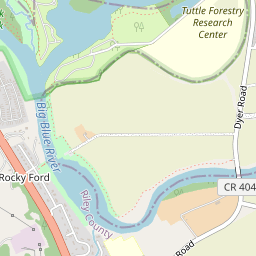 Tuttle Forestry
Research
Center
Dyer Road
Big Blue River
Rocky Ford
CR 404
Riley County
Road